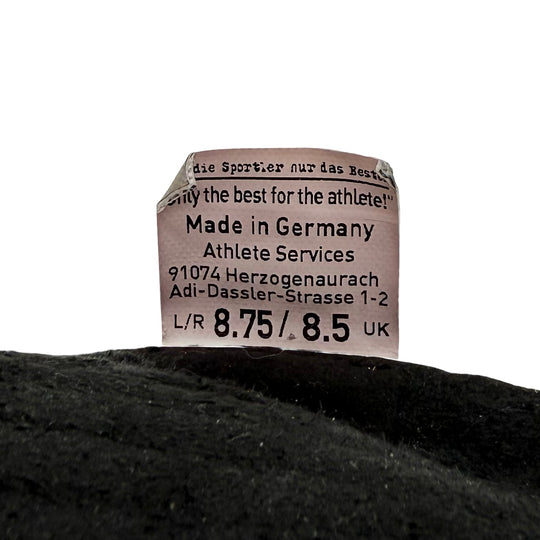 die Sportler nur das Beste
only the best for the athlete!"
Made in Germany
Athlete Services
91074 Herzogenaurach
Adi-Dassler-Strasse 1-2
L/R 8.75/ 8.5 UK